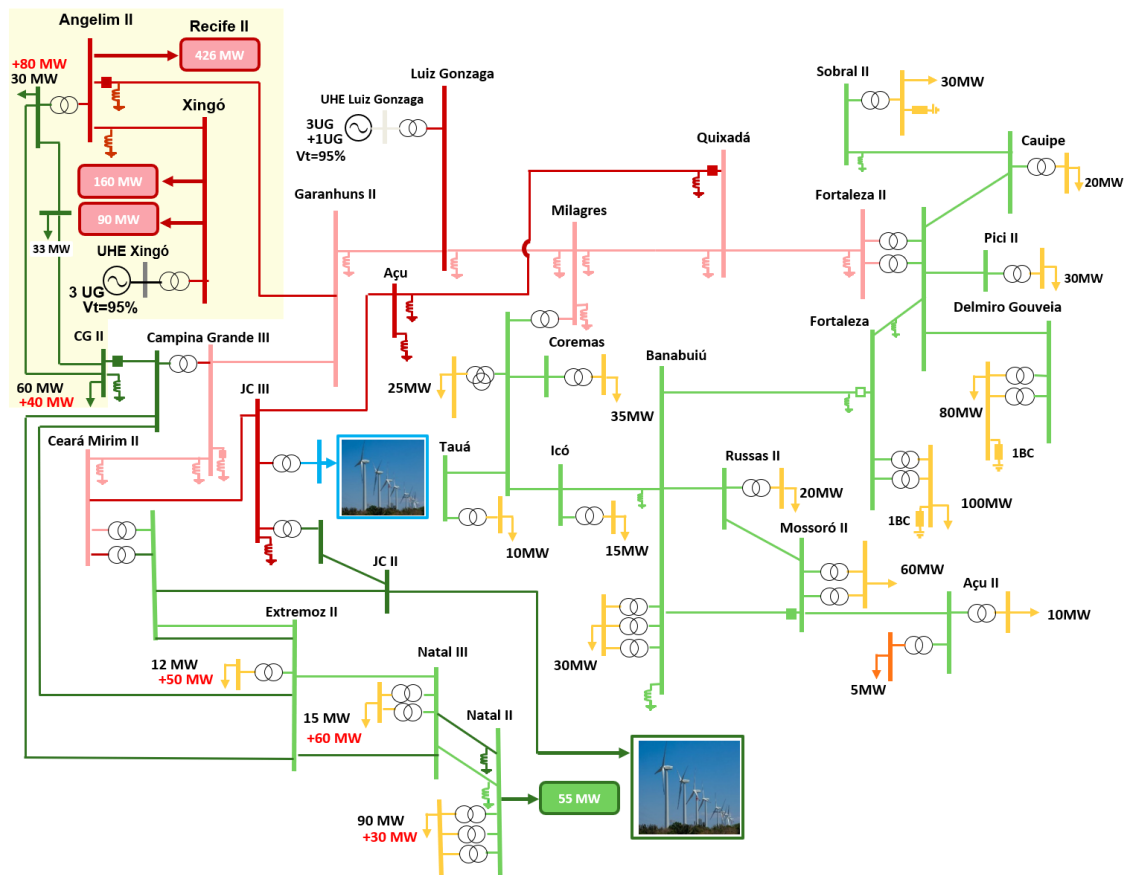 Angelim II
Recife II
426 MW
+80 MW
30 MW
Xingó
160 MW
90 MW
33 MW
UHE Xingó
3 UG
Vt=95%
CG II
60 MW
+40 MW
Luiz Gonzaga
UHE Luiz Gonzaga
3UG
+1UG
Vt=95%
Garanhuns II
Milagres
Quixadá
Açu
Campina Grande III
JC III
Ceará Mirim II
JC II
Extremoz II
12 MW
+50 MW
Natal III
15 MW
+60 MW
Natal II
90 MW
+30 MW
55 MW
Sobral II
30MW
Cauipe
20MW
Fortaleza II
Pici II
30MW
Delmiro Gouveia
80MW
1BC
Fortaleza
100MW
1BC
Coremas
25MW
35MW
Banabuiú
Tauá
10MW
Icó
15MW
Russas II
20MW
Mossoró II
60MW
Açu II
10MW
5MW
30MW